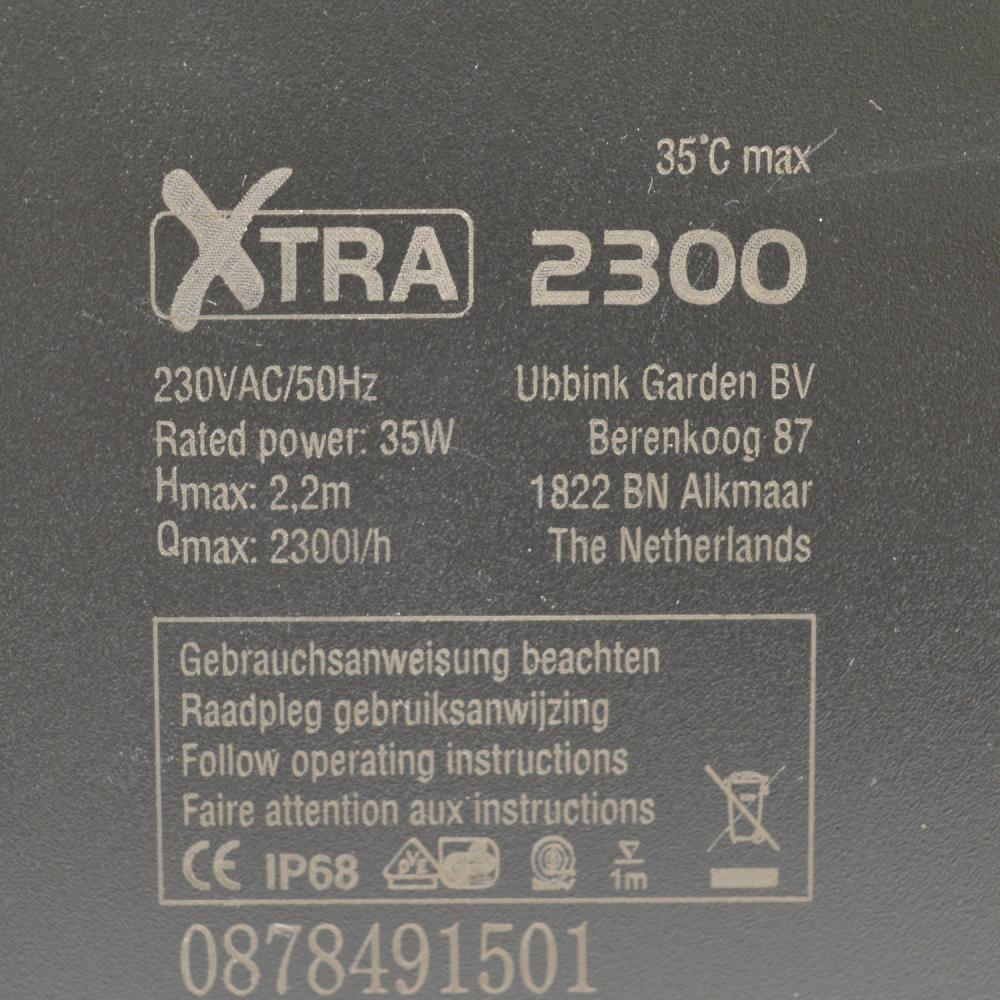 35°C max
XTRA 2300
230VAC/50Hz
Rated power: 35W
Hmax: 2,2m
Qmax: 2300l/h
Ubbink Garden BV
Berenkoog 87
1822 BN Alkmaar
The Netherlands
Gebrauchsanweisung beachten
Raadpleg gebruiksanwijzing
Follow operating instructions
Faire attention aux instructions
CE IP68 DVE GS 1m
0878491501